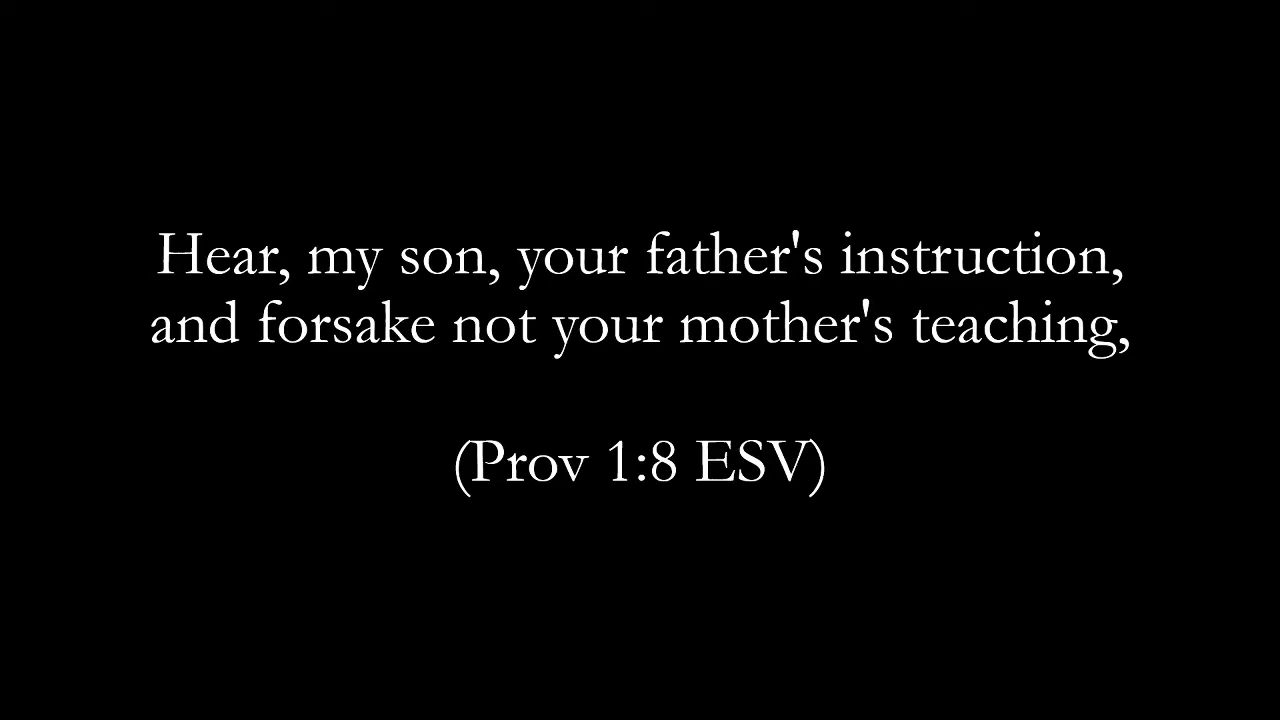 Hear, my son, your father's instruction,
and forsake not your mother's teaching,
(Prov 1:8 ESV)